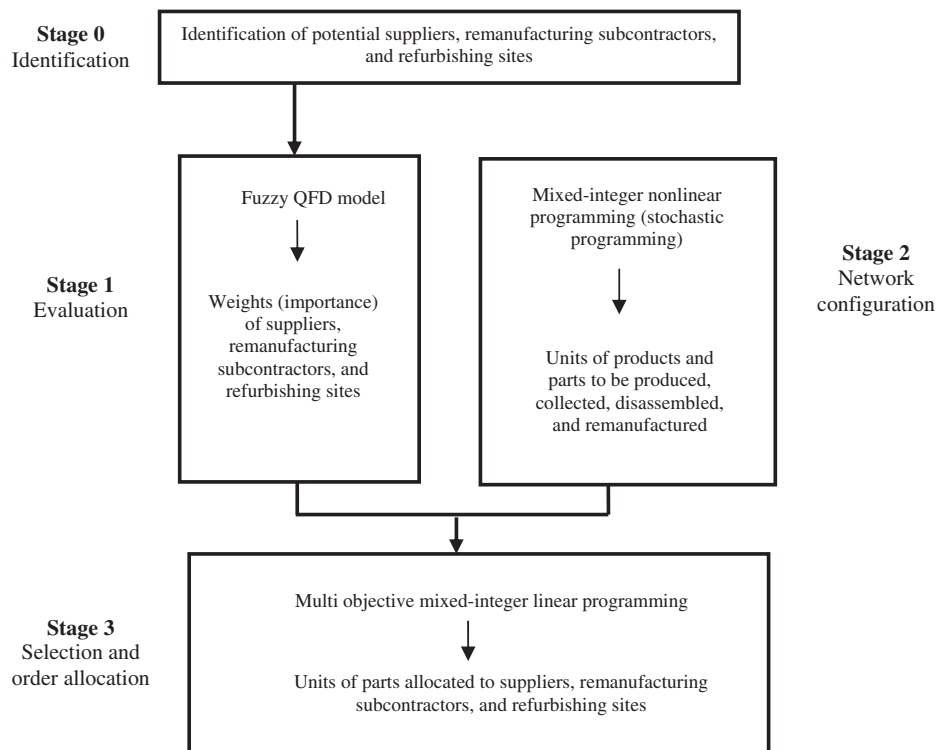 Stage 0
Identification
Identification of potential suppliers, remanufacturing subcontractors,
and refurbishing sites
Stage 1
Evaluation
Fuzzy QFD model
Weights (importance)
of suppliers,
remanufacturing
subcontractors, and
refurbishing sites
Mixed-integer nonlinear
programming (stochastic
programming)
Units of products and
parts to be produced,
collected, disassembled,
and remanufactured
Stage 2
Network
configuration
Stage 3
Selection and
order allocation
Multi objective mixed-integer linear programming
Units of parts allocated to suppliers, remanufacturing
subcontractors, and refurbishing sites